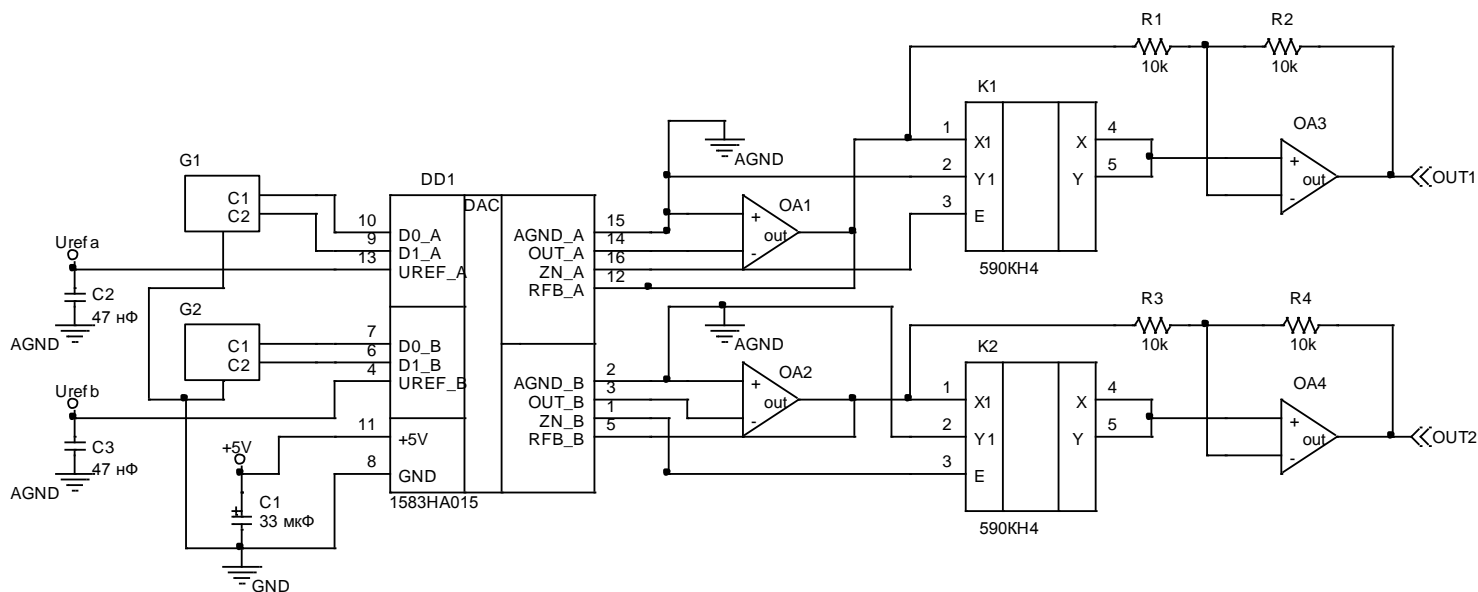 R1
R2
10k
10k
K1
OA3
1
X1
X
4
2
Y1
Y
5
3
E
+
-
out
OUT1
590КН4
AGND
G1
C1
C2
DD1
DAC
OA1
+
-
out
10
D0_A
9
D1_A
13
UREF_A
AGND_A
15
OUT_A
14
ZN_A
16
RFB_A
12
Urefa
C2
47 нФ
AGND
G2
C1
C2
7
D0_B
6
D1_B
4
UREF_B
AGND_B
2
OUT_B
3
ZN_B
1
RFB_B
5
AGND
OA2
+
-
out
R3
R4
10k
10k
K2
OA4
1
X1
X
4
2
Y1
Y
5
3
E
+
-
out
OUT2
590КН4
Urefb
C3
47 нФ
AGND
+5V
11
+5V
8
GND
C1
+
33 мкФ
1583НА015
GND